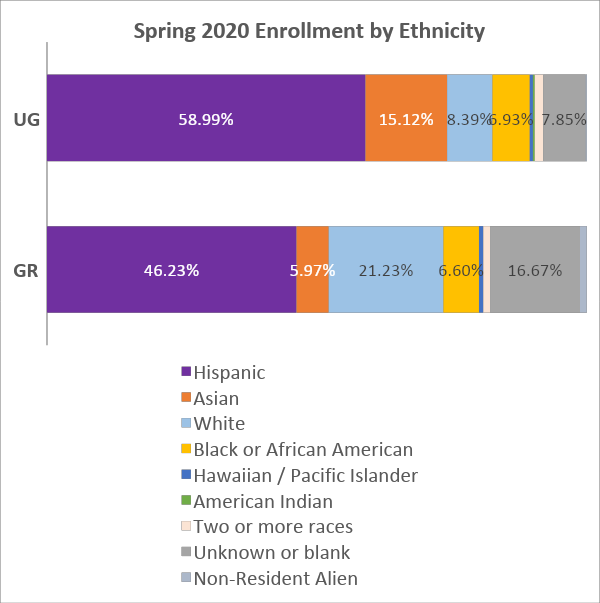 Spring 2020 Enrollment by Ethnicity
UG 58.99% 15.12% 8.39% 6.93% 7.85%
GR 46.23% 5.97% 21.23% 6.60% 16.67%
Hispanic
Asian
White
Black or African American
Hawaiian / Pacific Islander
American Indian
Two or more races
Unknown or blank
Non-Resident Alien